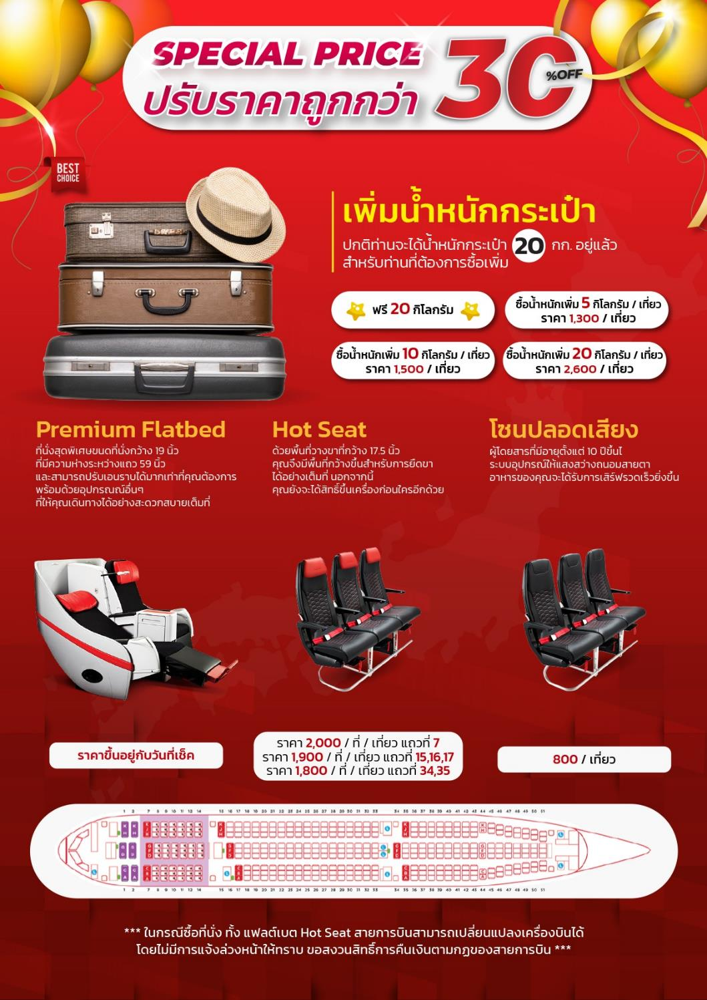 SPECIAL PRICE
ปรับราคาถูกกว่า
30
%OFF
BEST
CHOICE
เพิ่มน้ำหนักกระเป๋า
ปกติท่านจะได้น้ำหนักกระเป๋า 20 กก. อยู่แล้ว
สำหรับท่านที่ต้องการซื้อเพิ่ม
ฟรี 20 กิโลกรัม
ซื้อน้ำหนักเพิ่ม 5 กิโลกรัม / เที่ยว
ราคา 1,300 / เที่ยว
ซื้อน้ำหนักเพิ่ม 10 กิโลกรัม / เที่ยว
ราคา 1,500 / เที่ยว
ซื้อน้ำหนักเพิ่ม 20 กิโลกรัม / เที่ยว
ราคา 2,600 / เที่ยว
Premium Flatbed
ที่นั่งสุดพิเศษขนดที่นั่งกว้าง 19 นิ้ว
ที่มีความห่างระหว่างแถว 59 นิ้ว
และสามารถปรับเอนราบได้มากเท่าที่คุณต้องการ
พร้อมด้วยอุปกรณณ์อื่นๆ
ที่ให้คุณเดินทางได้อย่างสะดวกสบายเต็มที่
Hot Seat
ด้วยพื้นที่วางขาที่กว้าง 17.5 นิ้ว
คุณจึงมีพื้นที่กว้างขึ้นสำหรับการยืดขา
ได้อย่างเต็มที่ นอกจากนี้
คุณยังจะได้สิทธิ์ขึ้นเครื่องก่อนใครอีกด้วย
โซนปลอดเสียง
ผู้โดยสารที่มีอายุตั้งแต่ 10 ปีขึ้นไ
ระบบอุปกรณ์ให้แสงสว่างถนอมสายตา
อาหารของคุณจะได้รับการเสิร์ฟรวดเร็วยิ่งขึ้น
ราคาขึ้นอยู่กับวันที่เช็ค
ราคา 2,000 / ที่ / เที่ยว แถวที่ 7
ราคา 1,900 / ที่ / เที่ยว แถวที่ 15,16,17
ราคา 1,800 / ที่ / เที่ยว แถวที่ 34,35
800 / เที่ยว
1 2 7 8 9 10 11 12 14 15 16 17 18 19 20 21 22 23 24 25 26 27 28 29 30 31 32 33 34 35 36 37 38 39 40 41 42 43 44 45 46 47 48 49 50 51
1 2 7 8 9 10 11 12 14 15 16 17 18 19 20 21 22 23 24 25 26 27 28 29 30 31 32 33 34 35 36 37 38 39 40 41 42 43 44 45 46 47 48 49 50 51
*** ในกรณีซื้อที่นั่ง ทั้ง แฟลต์เบต Hot Seat สายการบินสามารถเปลี่ยนแปลงเครื่องบินได้
โดยไม่มีการแจ้งล่วงหน้าให้ทราบ ขอสงวนสิทธิ์การคืนเงินตามกฏของสายการบิน ***